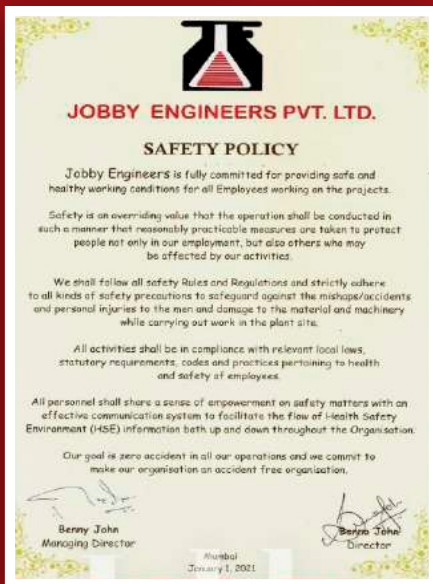 JOBBY ENGINEERS PVT. LTD.
SAFETY POLICY
Jobby Engineers is fully committed for providing safe and
healthy working conditions for all Employees working on the projects.
Safety is an overriding value that the operation shall be conducted in
such a manner that reasonably practicable measures are taken to protect
people not only in our employment, but also others who may
be affected by our activities.
We shall follow all safety Rules and Regulations and strictly adhere
to all kinds of safety precautions to safeguard against the mishaps/accidents
and personal injuries to the men and damage to the material and machinery
while carrying out work in the plant site.
All activities shall be in compliance with relevant local laws,
statutory requirements, codes and practices pertaining to health
and safety of employees.
All personnel shall share a sense of empowerment on safety matters with an
effective communication system to facilitate the flow of Health Safety
Environment (HSE) information both up and down throughout the Organisation.
Our goal is zero accident in all our operations and we commit to
make our organisation an accident free organisation.
Benny John
Managing Director
John
Director
Mumbai
January 1, 2021